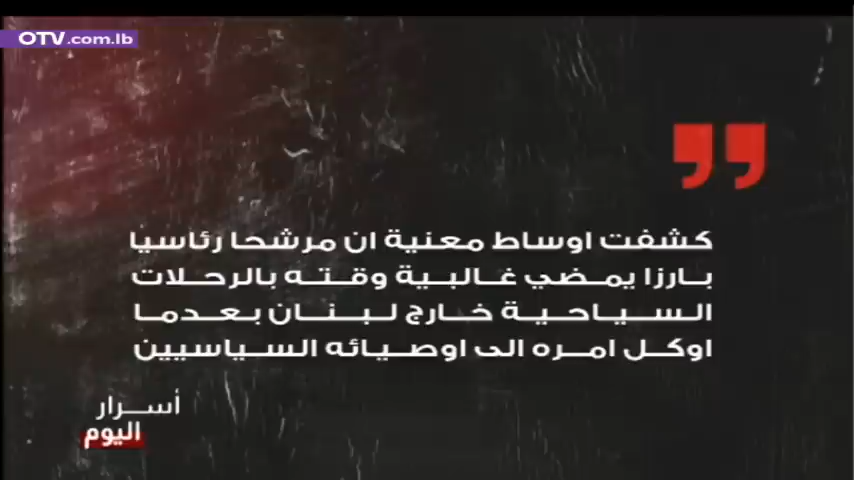 OTV.com.lb
كشفت اوساط معنية ان مرشحا رئاسيا
بارزا يمضي غالبية وقته بالرحلات
السياحية خارج لبنان بعدما
اوكل امره الى اوصيائه السياسيين
أسرار
اليوم